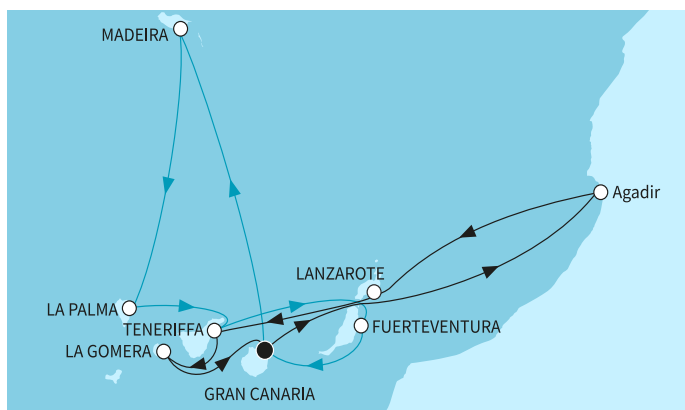 MADEIRA
Agadir
LANZAROTE
LA PALMA
TENERIFFA
FUERTEVENTURA
LA GOMERA
GRAN CANARIA